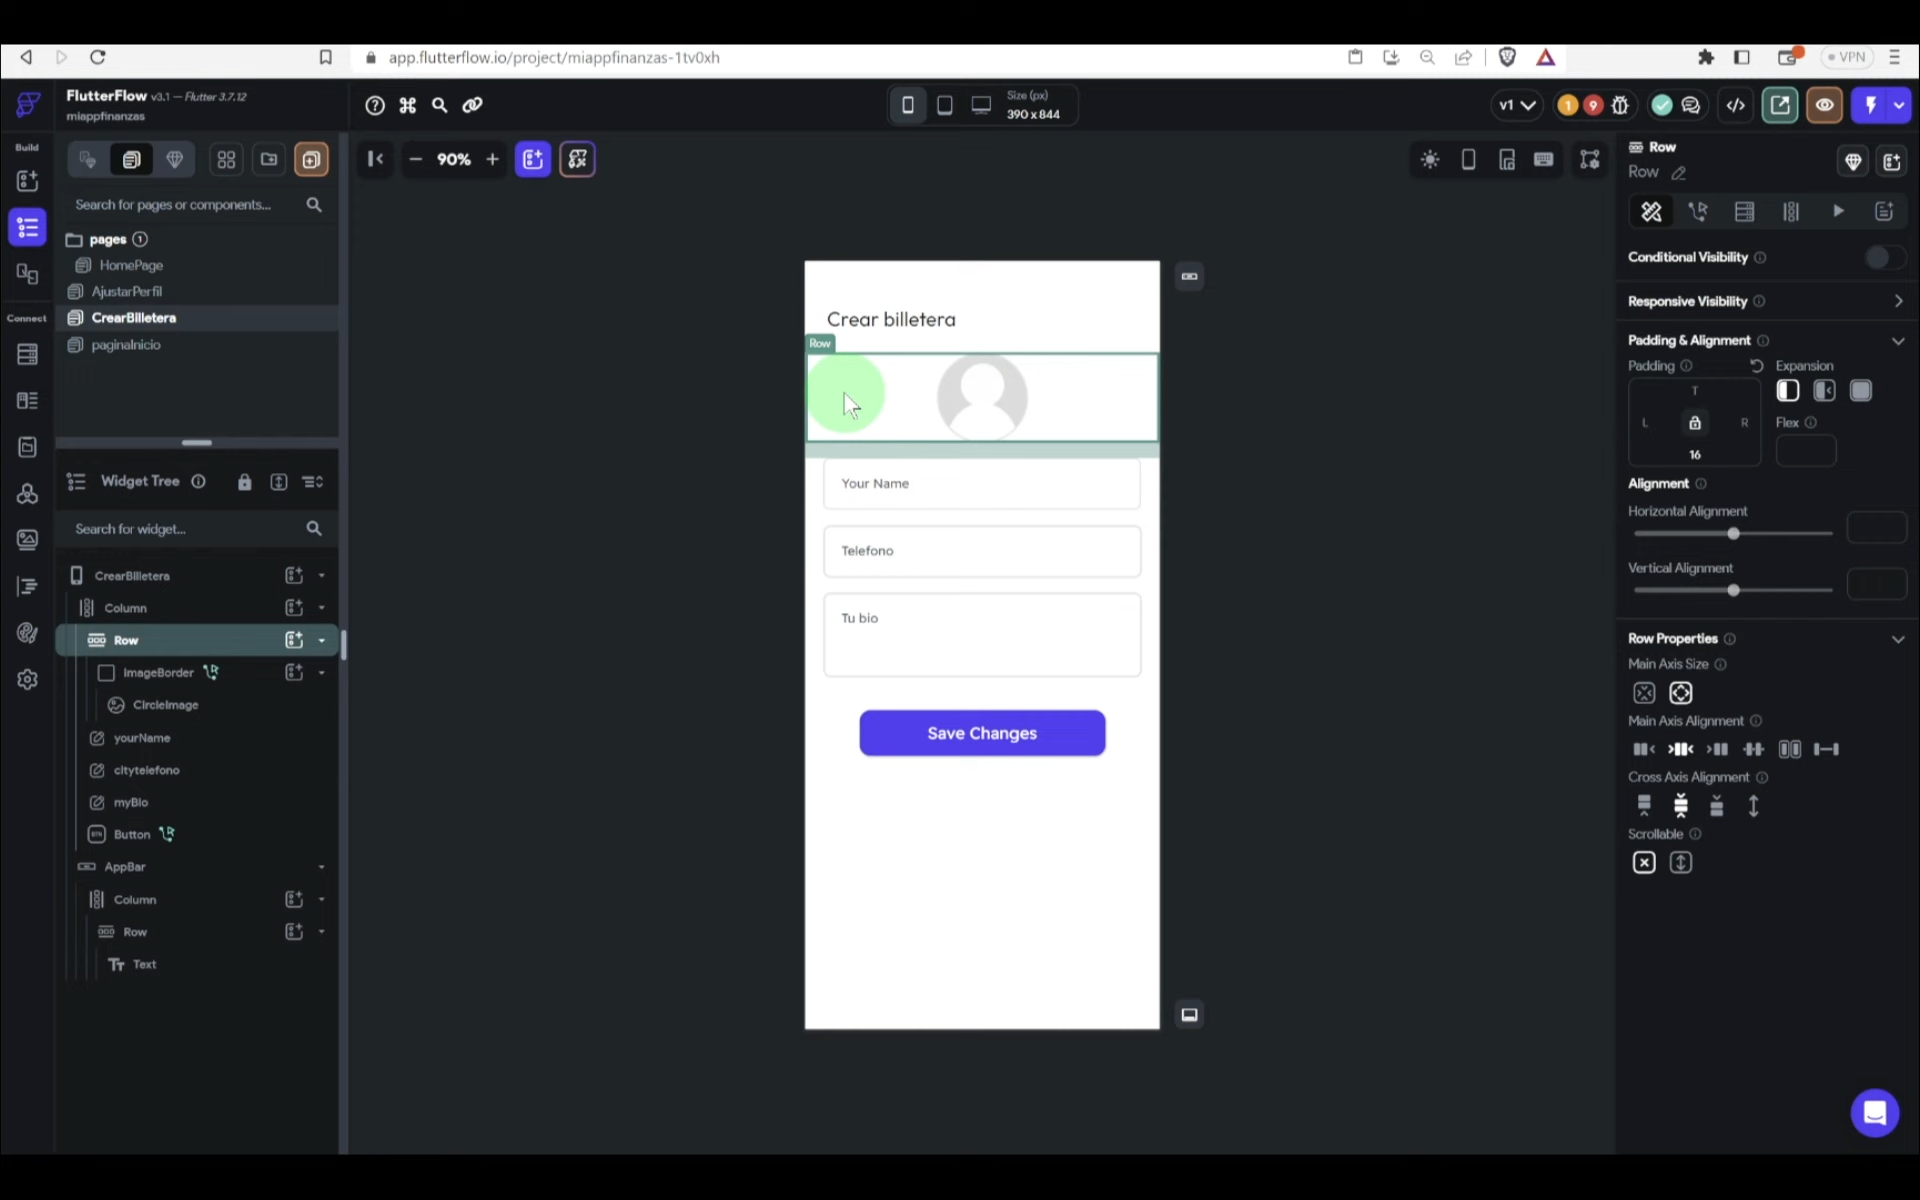 app.flutterflow.io/project/miappfinanzas-1tv0xh
VPN
FlutterFlow v3.1 — Flutter 3.7.12
miappfinanzas
Size (px)
390 x 844
v1
1
9
Build
90%
Row
Row
Search for pages or components...
pages 1
HomePage
AjustarPerfil
Connect
CrearBilletera
paginaInicio
Widget Tree
Search for widget...
CrearBilletera
Column
Row
ImageBorder
CircleImage
yourName
citytelefono
myBio
Button
AppBar
Column
Row
Text
Crear billetera
Row
Your Name
Telefono
Tu bio
Save Changes
Conditional Visibility
Responsive Visibility
Padding & Alignment
Padding
Expansion
T
L
R
16
Flex
Alignment
Horizontal Alignment
Vertical Alignment
Row Properties
Main Axis Size
Main Axis Alignment
Cross Axis Alignment
Scrollable